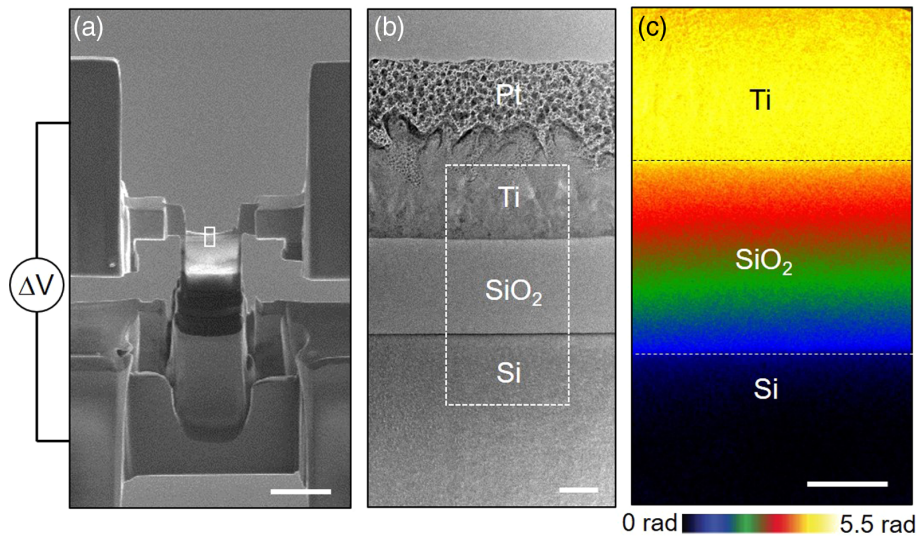 (a)
ΔV
(b)
Pt
Ti
SiO₂
Si
(c)
Ti
SiO₂
Si
0 rad
5.5 rad